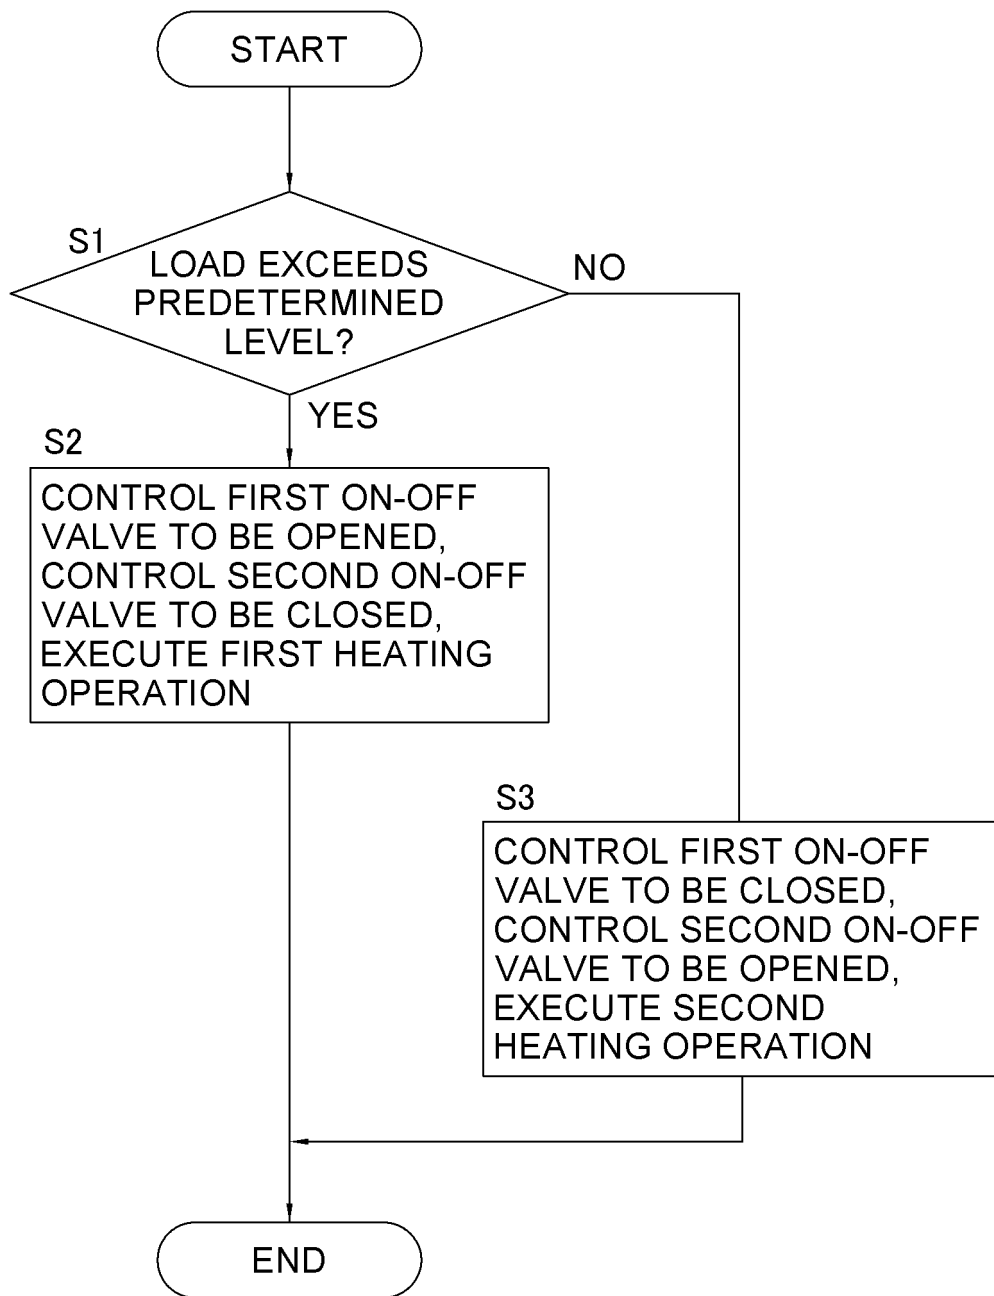 START
S1
LOAD EXCEEDS
PREDETERMINED
LEVEL?
NO
YES
S2
CONTROL FIRST ON-OFF
VALVE TO BE OPENED,
CONTROL SECOND ON-OFF
VALVE TO BE CLOSED,
EXECUTE FIRST HEATING
OPERATION
S3
CONTROL FIRST ON-OFF
VALVE TO BE CLOSED,
CONTROL SECOND ON-OFF
VALVE TO BE OPENED,
EXECUTE SECOND
HEATING OPERATION
END